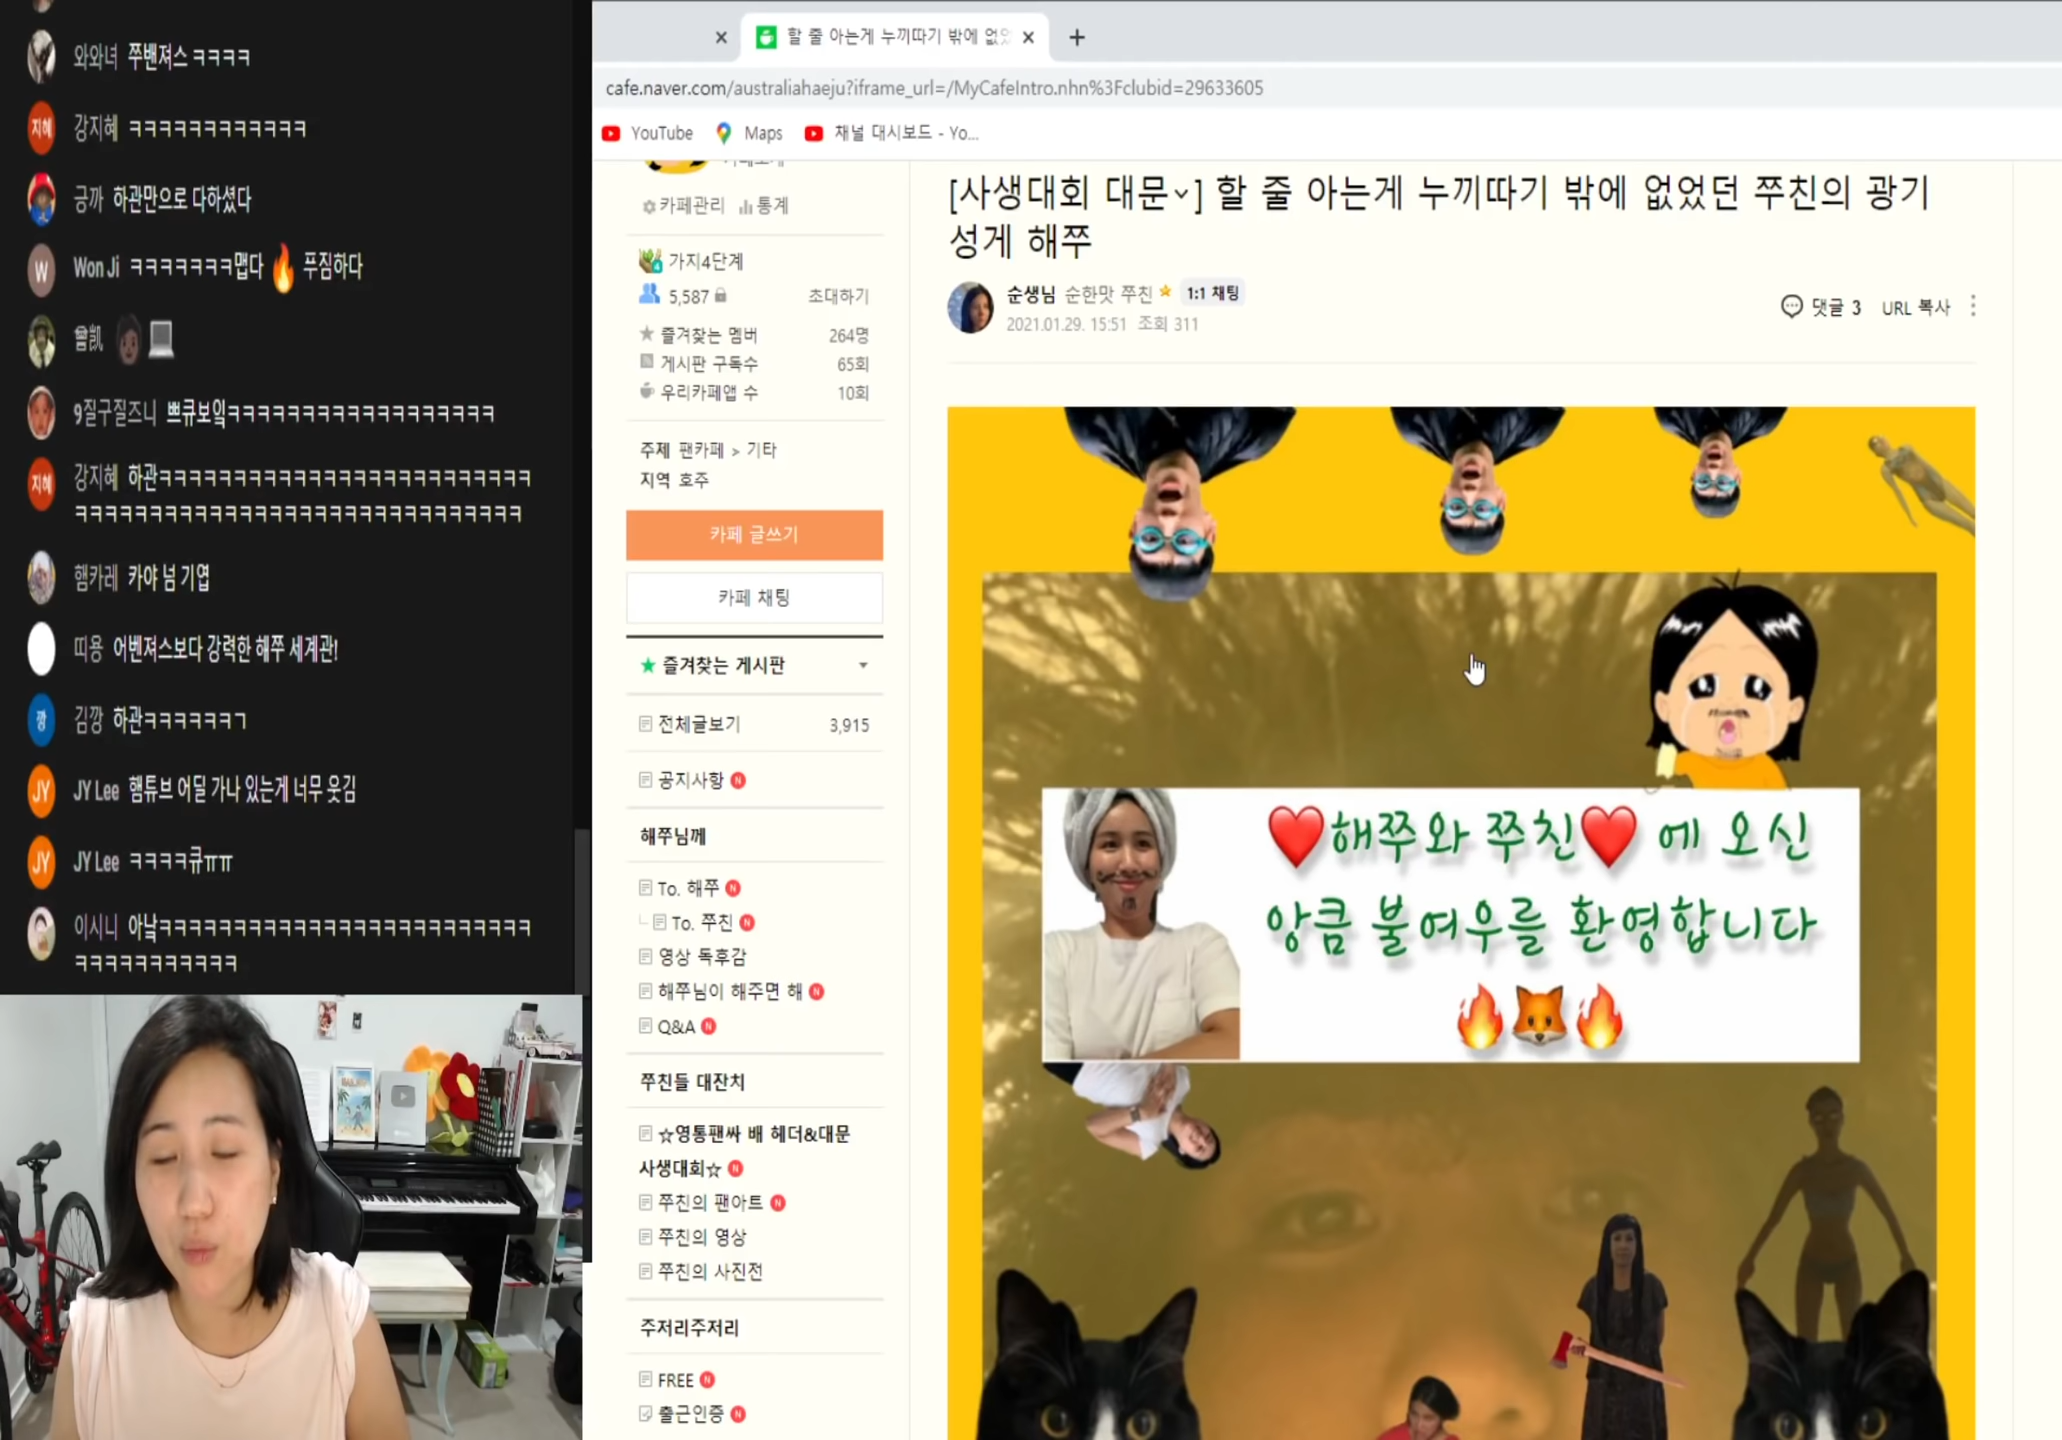 와와녀 쭈밴져스 ㅋㅋㅋㅋ
지혜 강지혜 ㅋㅋㅋㅋㅋㅋㅋㅋㅋㅋㅋㅋ
긍까 하관만으로 다하셨다
W Won Ji ㅋㅋㅋㅋㅋㅋㅋ맵다 🔥 푸짐하다
曾凱
9질구질즈니 쁘큐보잌ㅋㅋㅋㅋㅋㅋㅋㅋㅋㅋㅋㅋㅋㅋㅋㅋㅋㅋ
지혜 강지혜 하관ㅋㅋㅋㅋㅋㅋㅋㅋㅋㅋㅋㅋㅋㅋㅋㅋㅋㅋㅋㅋㅋㅋㅋㅋㅋ
ㅋㅋㅋㅋㅋㅋㅋㅋㅋㅋㅋㅋㅋㅋㅋㅋㅋㅋㅋㅋㅋㅋㅋㅋㅋㅋㅋㅋㅋㅋ
햄카레 카야 넘 기엽
띠용 어벤져스보다 강력한 해쭈 세계관!
깡 김깡 하관ㅋㅋㅋㅋㅋㅋㄱ
JY JY Lee 햄튜브 어딜 가나 있는게 너무 웃김
JY JY Lee ㅋㅋㅋㅋ큐ㅠㅠ
이시니 아낰ㅋㅋㅋㅋㅋㅋㅋㅋㅋㅋㅋㅋㅋㅋㅋㅋㅋㅋㅋㅋㅋㅋㅋㅋㅋ
ㅋㅋㅋㅋㅋㅋㅋㅋㅋㅋㅋ
할 줄 아는게 누끼따기 밖에 없었
cafe.naver.com/australiahaeju?iframe_url=/MyCafeIntro.nhn%3Fclubid=29633605
YouTube Maps 채널 대시보드 - Yo...
카페관리 통계
가지4단계
5,587 초대하기
즐겨찾는 멤버 264명
게시판 구독수 65회
우리카페앱 수 10회
주제 팬카페 > 기타
지역 호주
카페 글쓰기
카페 채팅
즐겨찾는 게시판
전체글보기 3,915
공지사항 N
해쭈님께
To. 해쭈 N
To. 쭈친 N
영상 독후감
해쭈님이 해주면 해 N
Q&A N
쭈친들 대잔치
☆영통팬싸 배 헤더&대문
사생대회☆ N
쭈친의 팬아트 N
쭈친의 영상
쭈친의 사진전
주저리주저리
FREE N
출근인증 N
[사생대회 대문] 할 줄 아는게 누끼따기 밖에 없었던 쭈친의 광기
성게 해쭈
순생님 순한맛 쭈친 1:1 채팅
2021.01.29. 15:51 조회 311
댓글 3 URL 복사
❤️해쭈와 쭈친❤️ 에 오신
앙큼 불여우를 환영합니다
🔥🦊🔥